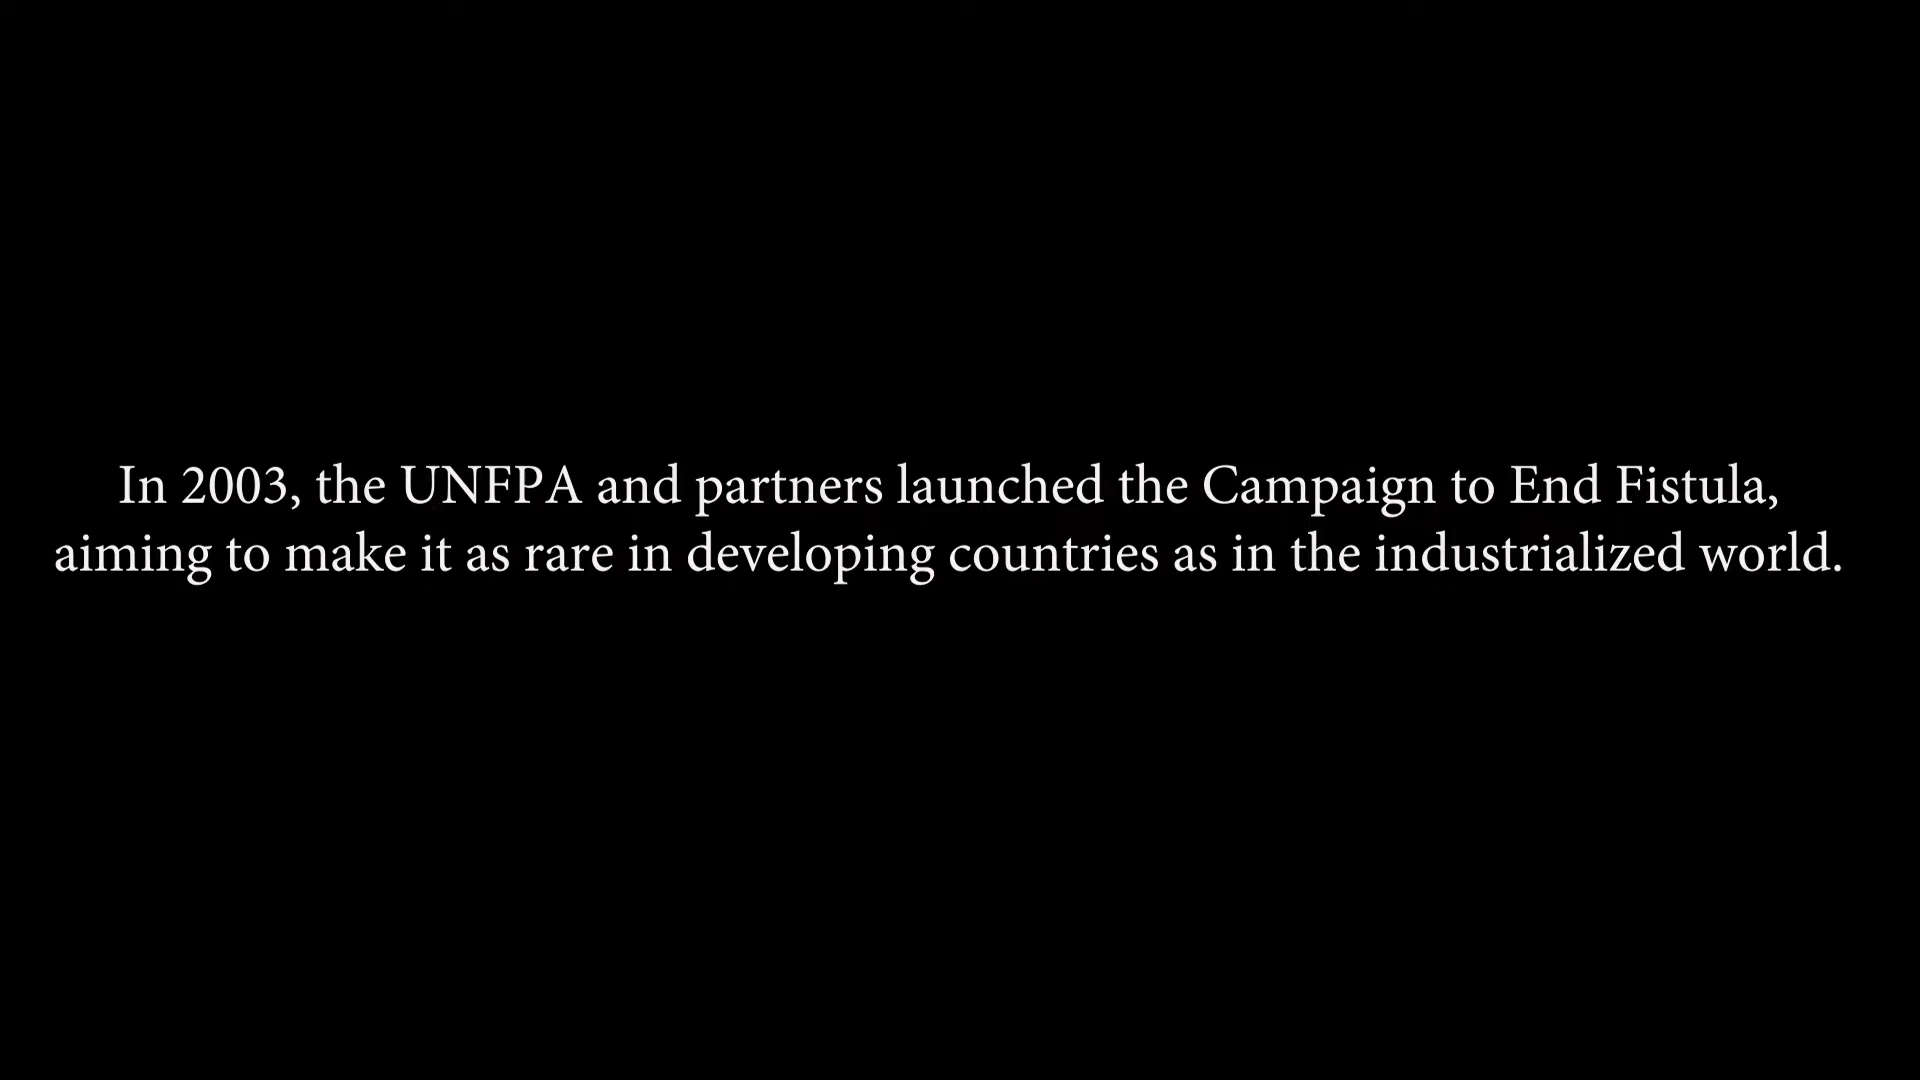 In 2003, the UNFPA and partners launched the Campaign to End Fistula,
aiming to make it as rare in developing countries as in the industrialized world.